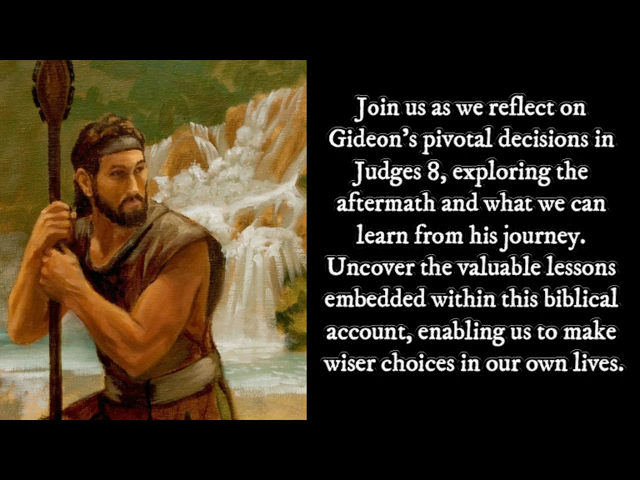 Join us as we reflect on
Gideon's pivotal decisions in
Judges 8, exploring the
aftermath and what we can
learn from his journey.
Uncover the valuable lessons
embedded within this biblical
account, enabling us to make
wiser choices in our own lives.